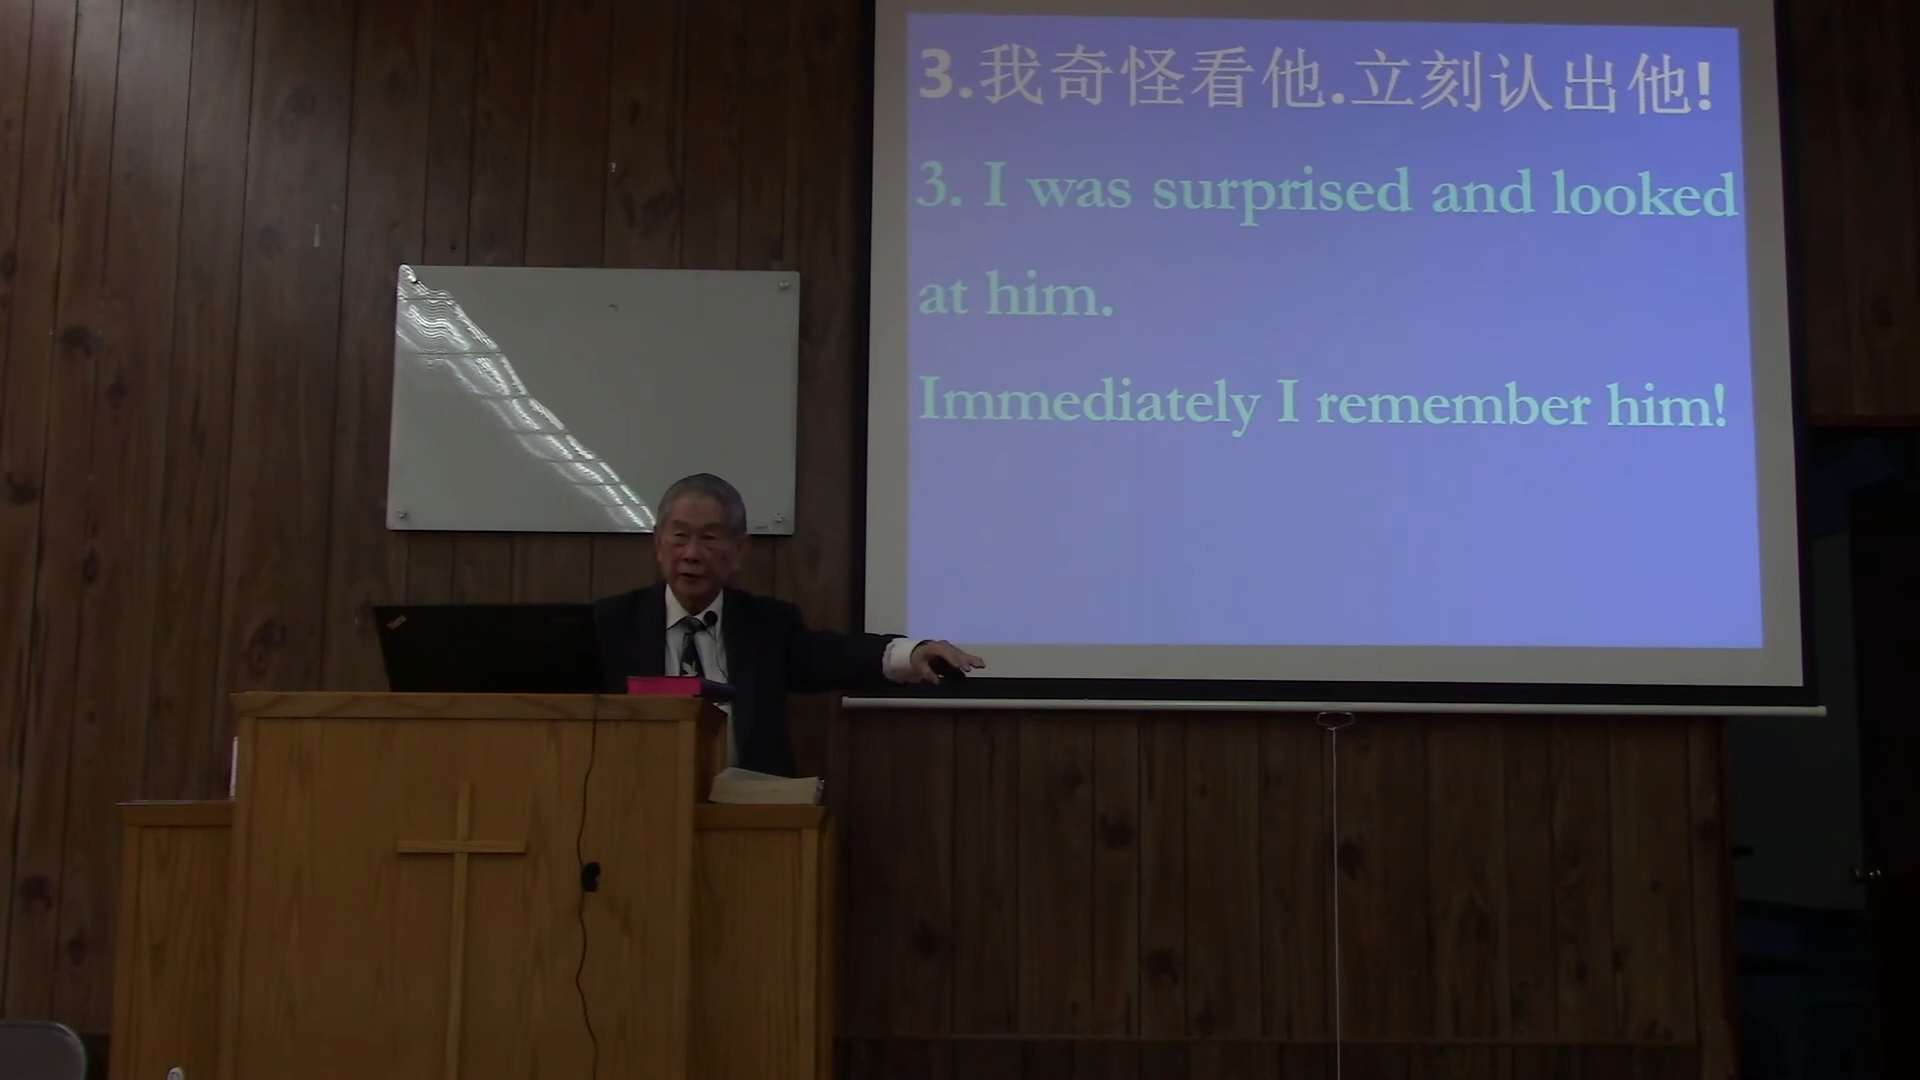 3.我奇怪看他.立刻认出他!
3. I was surprised and looked
at him.
Immediately I remember him!